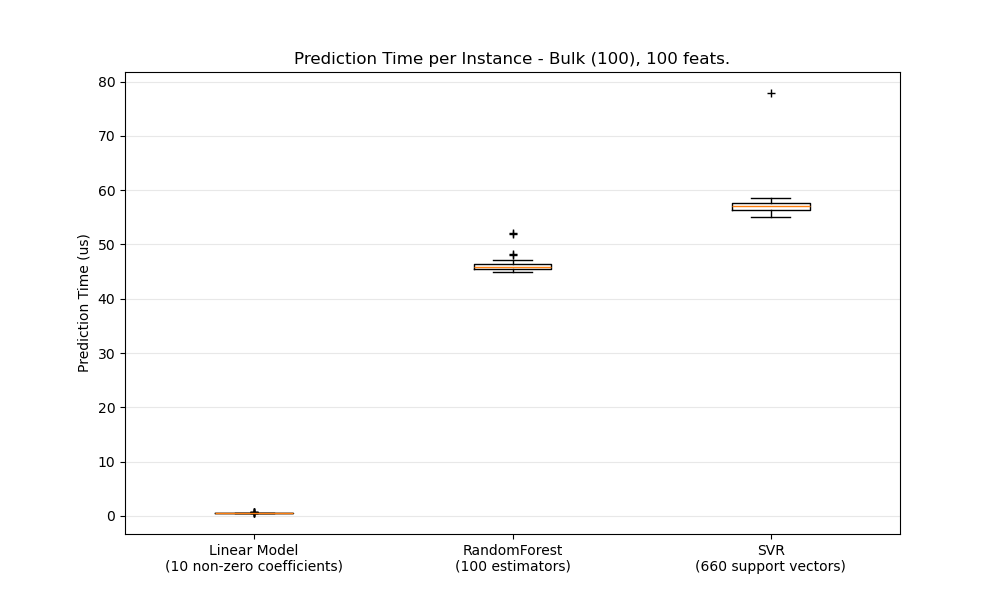 Prediction Time per Instance - Bulk (100), 100 feats.
80
70
60
50
40
30
20
10
0
Prediction Time (us)
Linear Model
(10 non-zero coefficients)
RandomForest
(100 estimators)
SVR
(660 support vectors)